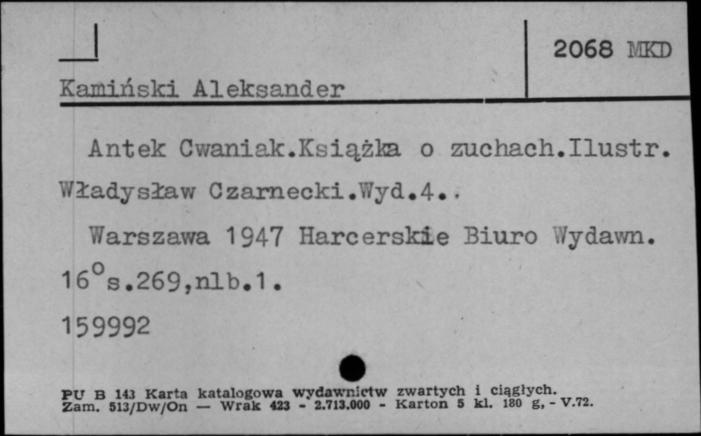 2068 MKD
Kamiński Aleksander
Antek Cwaniak.Książka o zuchach.Ilustr.
Władysław Czarnecki.Wyd.4..
Warszawa 1947 Harcerskie Biuro Wydawn.
16°s.269,nlb.1.
159992
PU B 143 Karta katalogowa wydawnictw zwartych i ciągłych.
Zam. 513/Dw/On — Wrak 423 - 2.713.000 - Karton 5 kl. 180 g, - V.72.